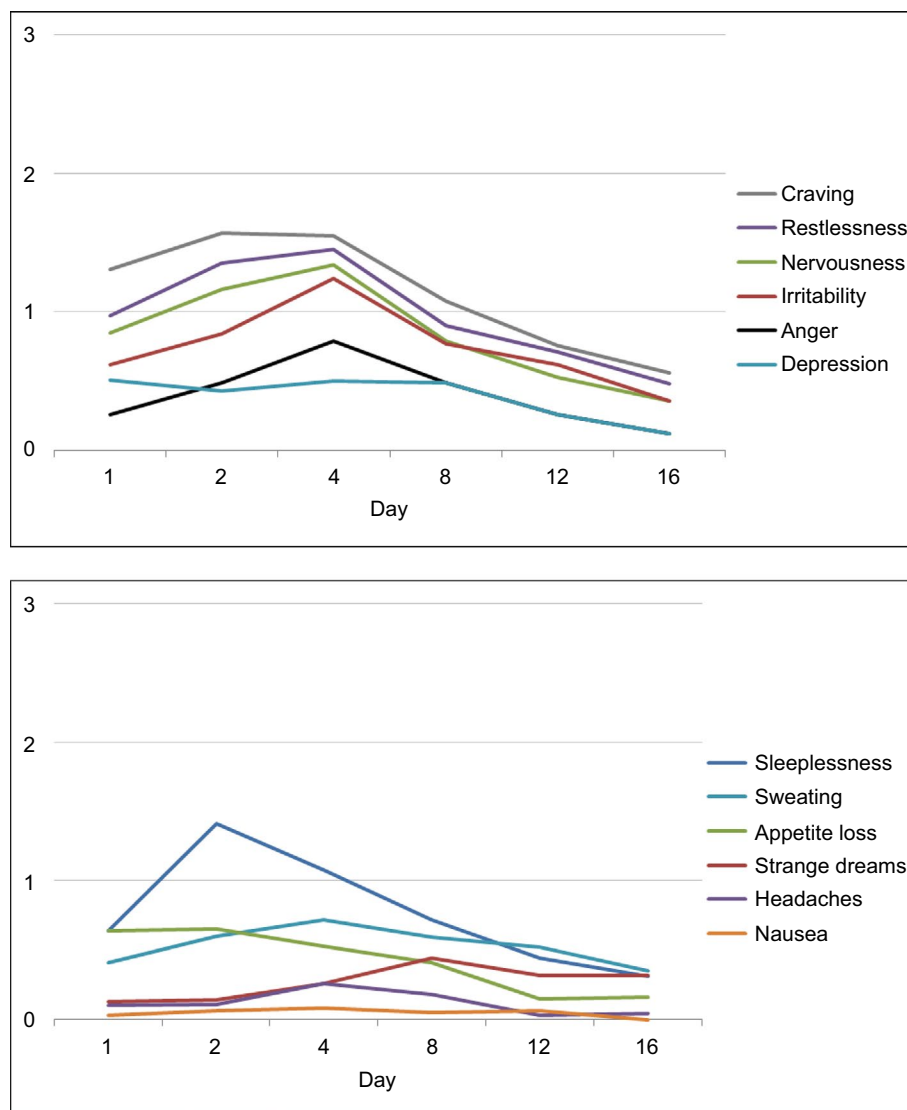 3
2
1
0
1 2 4 8 12 16
Day
Craving
Restlessness
Nervousness
Irritability
Anger
Depression
3
2
1
0
1 2 4 8 12 16
Day
Sleeplessness
Sweating
Appetite loss
Strange dreams
Headaches
Nausea